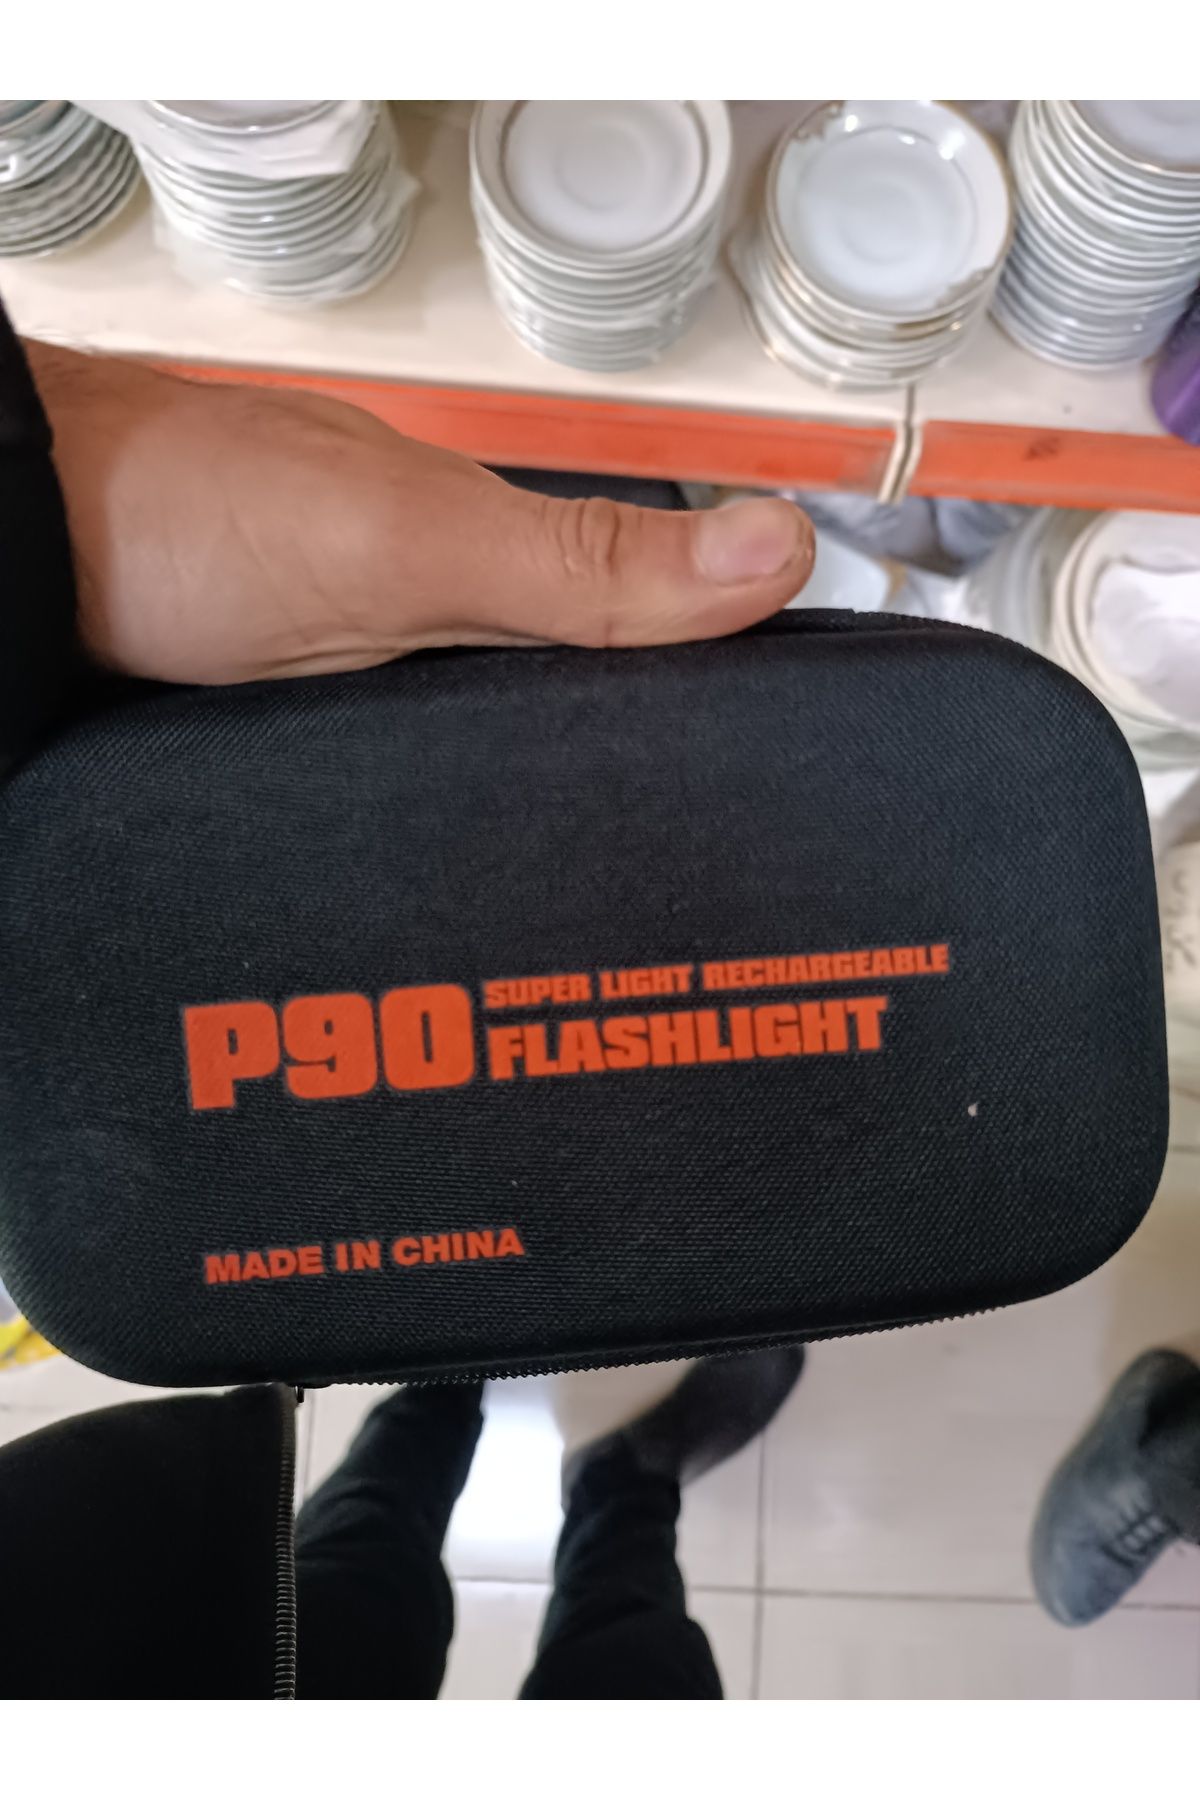 P90 SUPER LIGHT RECHARGEABLE
FLASHLIGHT
MADE IN CHINA